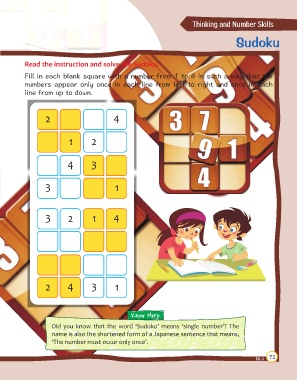 Thinking and Number Skills
Sudoku
Read the instruction and solve the Sudoku.
Fill in each blank square with a number from 1 to 4 in such a way that the
numbers appear only once in each line from left to right and once in each
line from up to down.
2 4
1 2
4 3
3 1
3 2 1 4
2 4 3 1
3 7
9 1
4
Know More
Did you know that the word ‘Sudoku’ means ‘single number’? The
name is also the shortened form of a Japanese sentence that means,
‘The number must occur only once’.
71